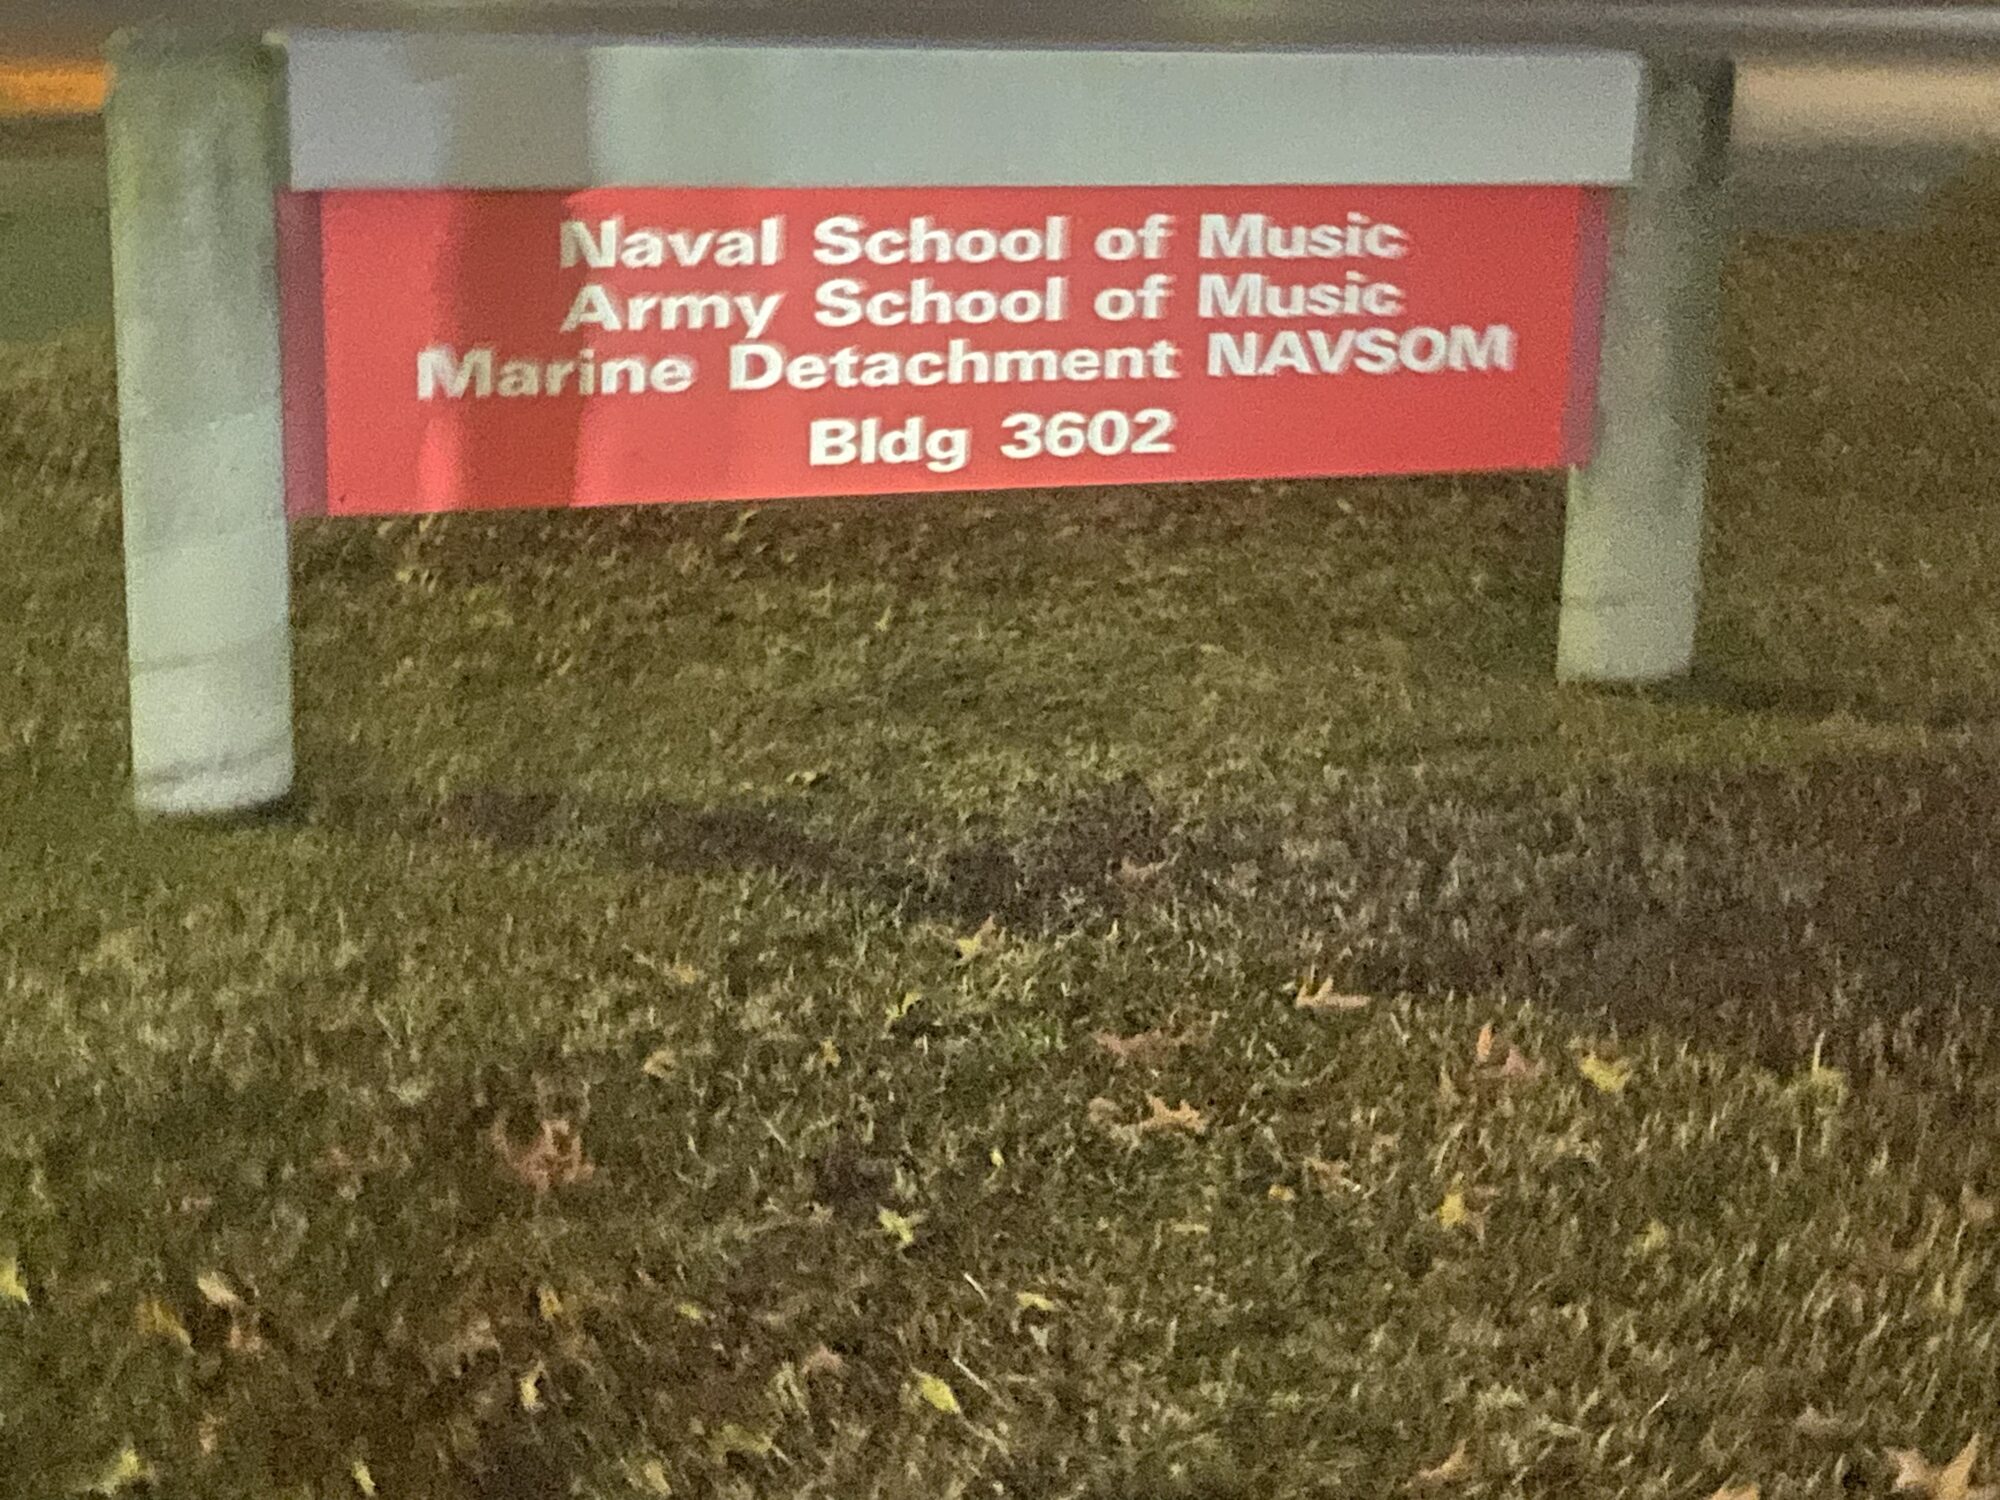 Naval School of Music
Army School of Music
Marine Detachment NAVSOM
Bldg 3602